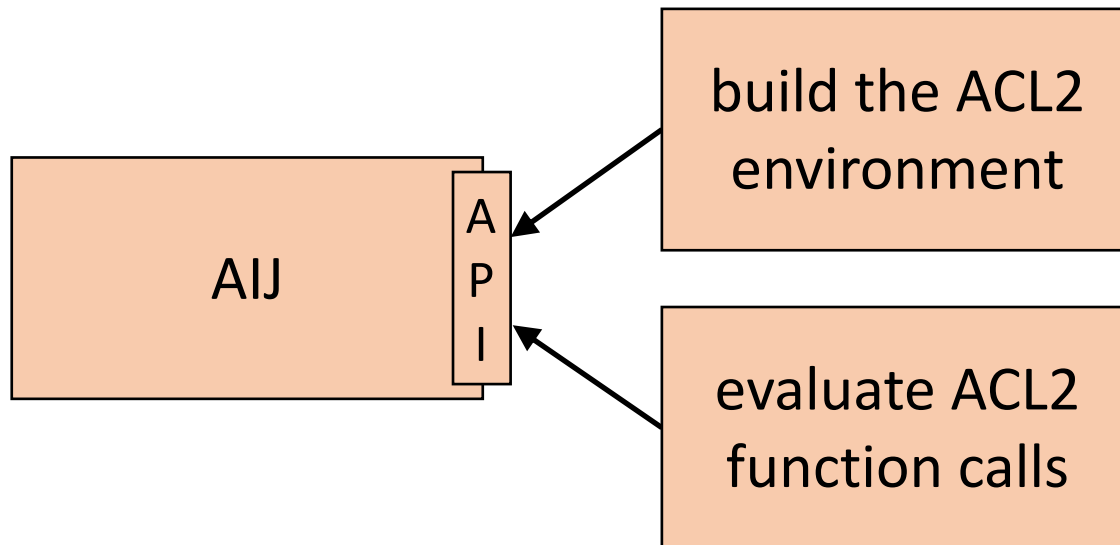 AIJ
A
P
I
build the ACL2
environment
evaluate ACL2
function calls